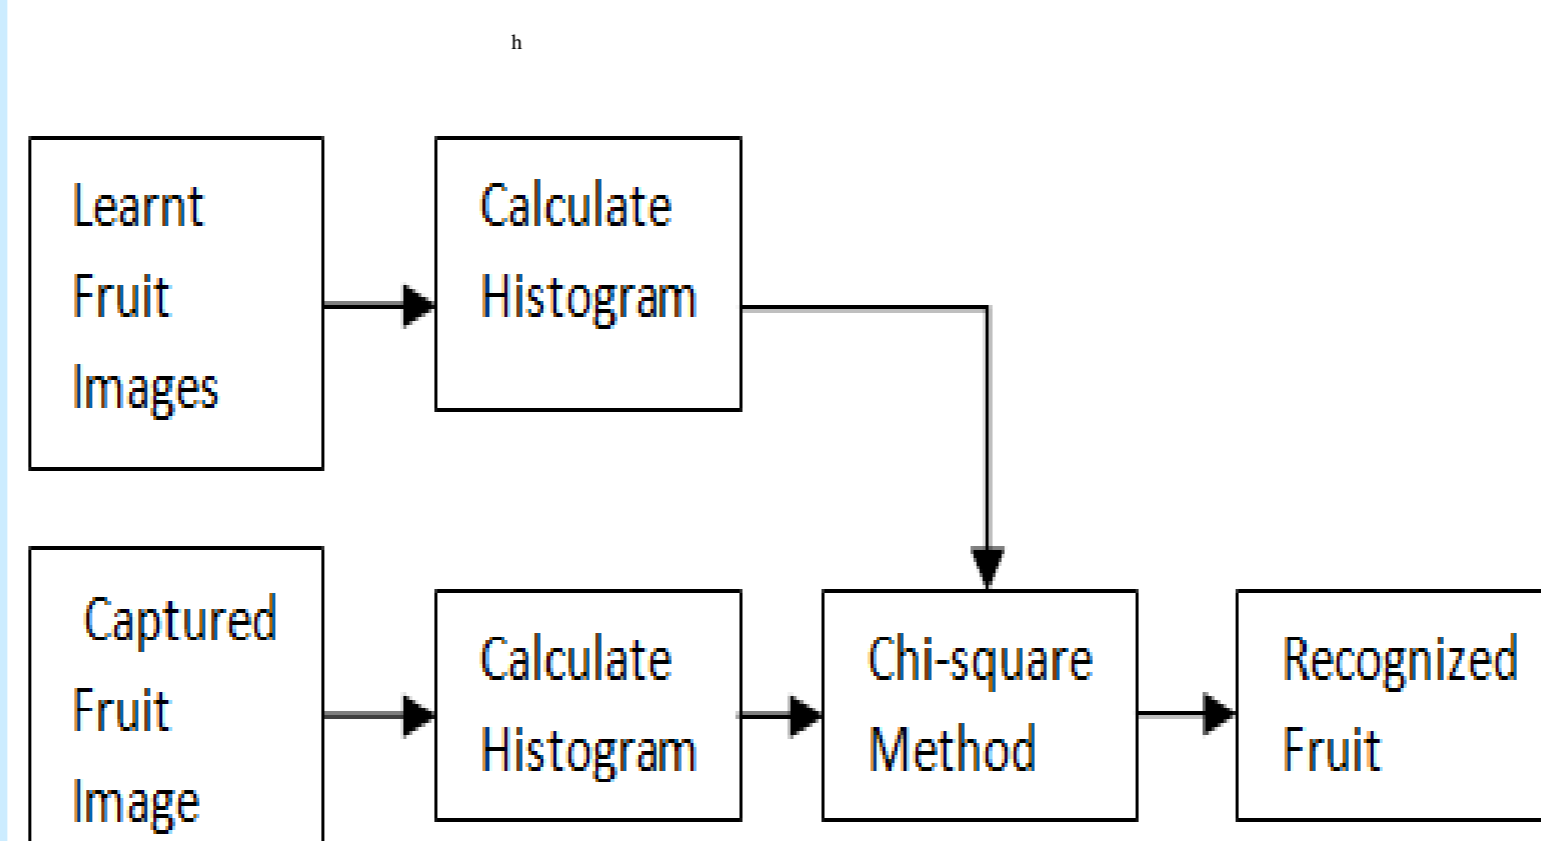 h
Learnt
Fruit
Images
Calculate
Histogram
Captured
Fruit
Image
Calculate
Histogram
Chi-square
Method
Recognized
Fruit